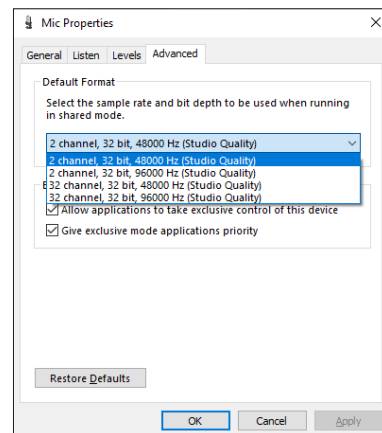 Mic Properties
General Listen Levels Advanced
Default Format
Select the sample rate and bit depth to be used when running
in shared mode.
2 channel, 32 bit, 48000 Hz (Studio Quality)
2 channel, 32 bit, 48000 Hz (Studio Quality)
2 channel, 32 bit, 96000 Hz (Studio Quality)
32 channel, 32 bit, 48000 Hz (Studio Quality)
32 channel, 32 bit, 96000 Hz (Studio Quality)
Allow applications to take exclusive control of this device
Give exclusive mode applications priority
Restore Defaults
OK Cancel Apply